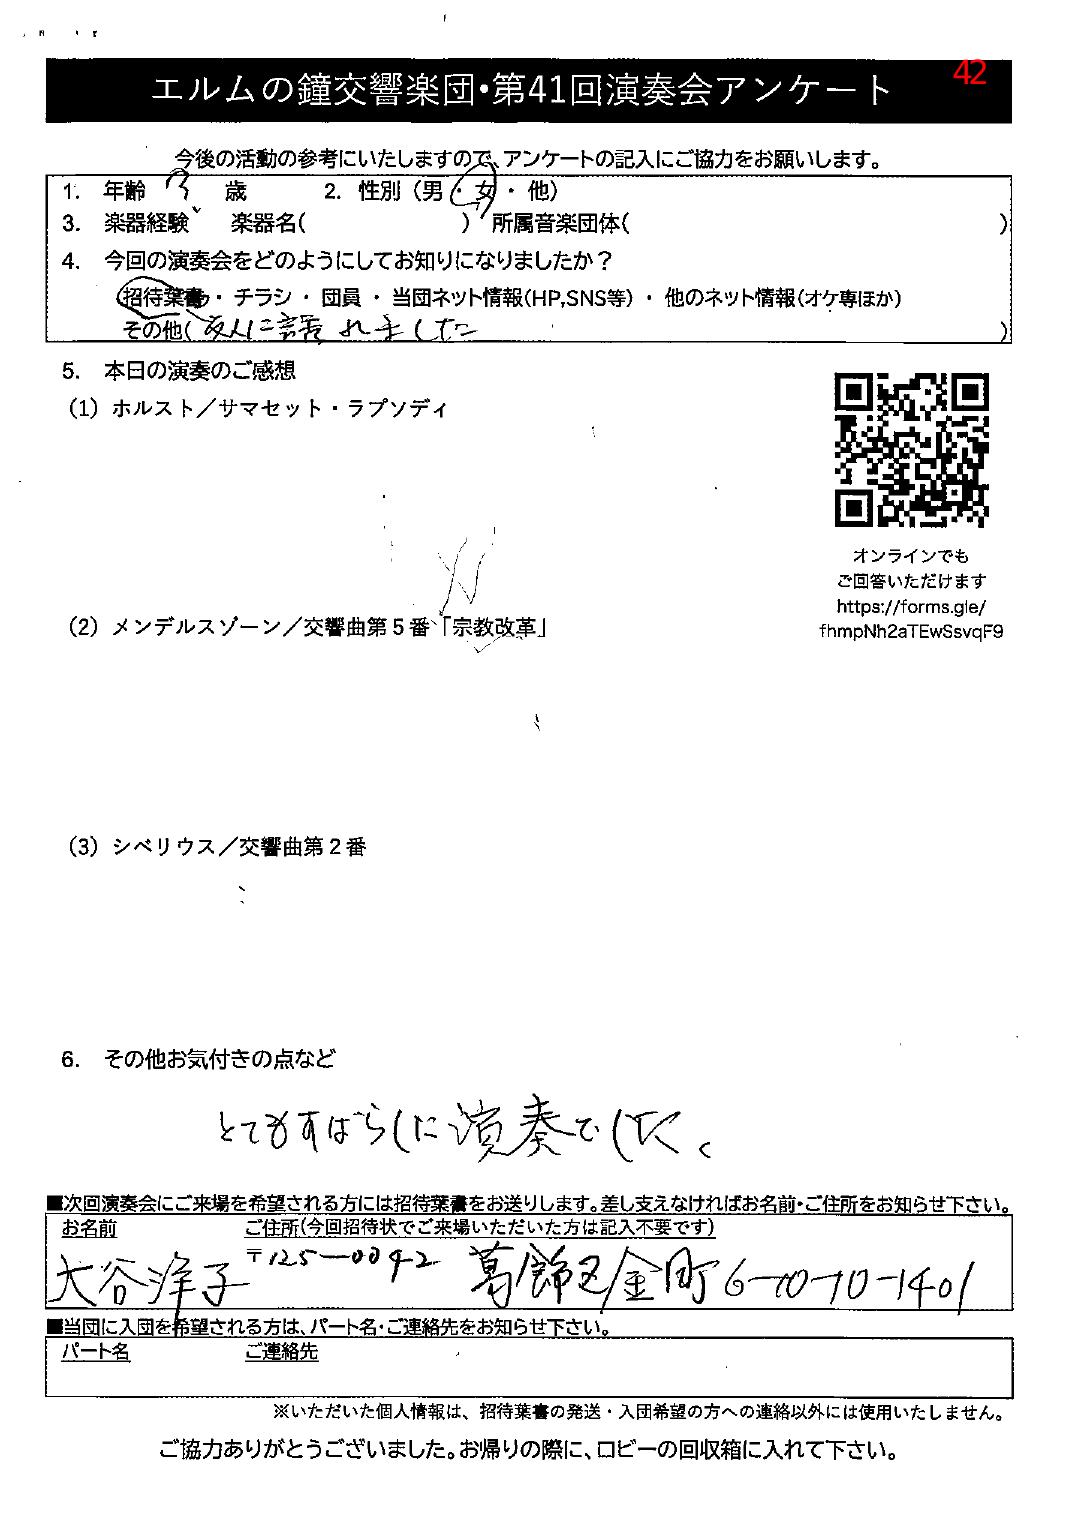 42
エルムの鐘交響楽団・第41回演奏会アンケート
今後の活動の参考にいたしますので、アンケートの記入にご協力をお願いします。
1. 年齢 歳 2. 性別（男・女・他）
3. 楽器経験 楽器名( ) 所属音楽団体( )
4. 今回の演奏会をどのようにしてお知りになりましたか？
招待葉書・チラシ・団員・当団ネット情報(HP,SNS等)・他のネット情報(オケ専ほか)
その他( 友人に誘れました )
5. 本日の演奏のご感想
（1）ホルスト／サマセット・ラプソディ
オンラインでも
ご回答いただけます
https://forms.gle/
fhmpNh2aTEwSsvqF9
（2）メンデルスゾーン／交響曲第５番「宗教改革」
（3）シベリウス／交響曲第２番
6. その他お気付きの点など
とてもすばらしに演奏でした。
■次回演奏会にご来場を希望される方には招待葉書をお送りします。差し支えなければお名前・ご住所をお知らせ下さい。
お名前 ご住所(今回招待状でご来場いただいた方は記入不要です)
大谷洋子 〒125-0042 葛飾区金町6-10-10-1401
■当団に入団を希望される方は、パート名・ご連絡先をお知らせ下さい。
パート名 ご連絡先
※いただいた個人情報は、招待葉書の発送・入団希望の方への連絡以外には使用いたしません。
ご協力ありがとうございました。お帰りの際に、ロビーの回収箱に入れて下さい。